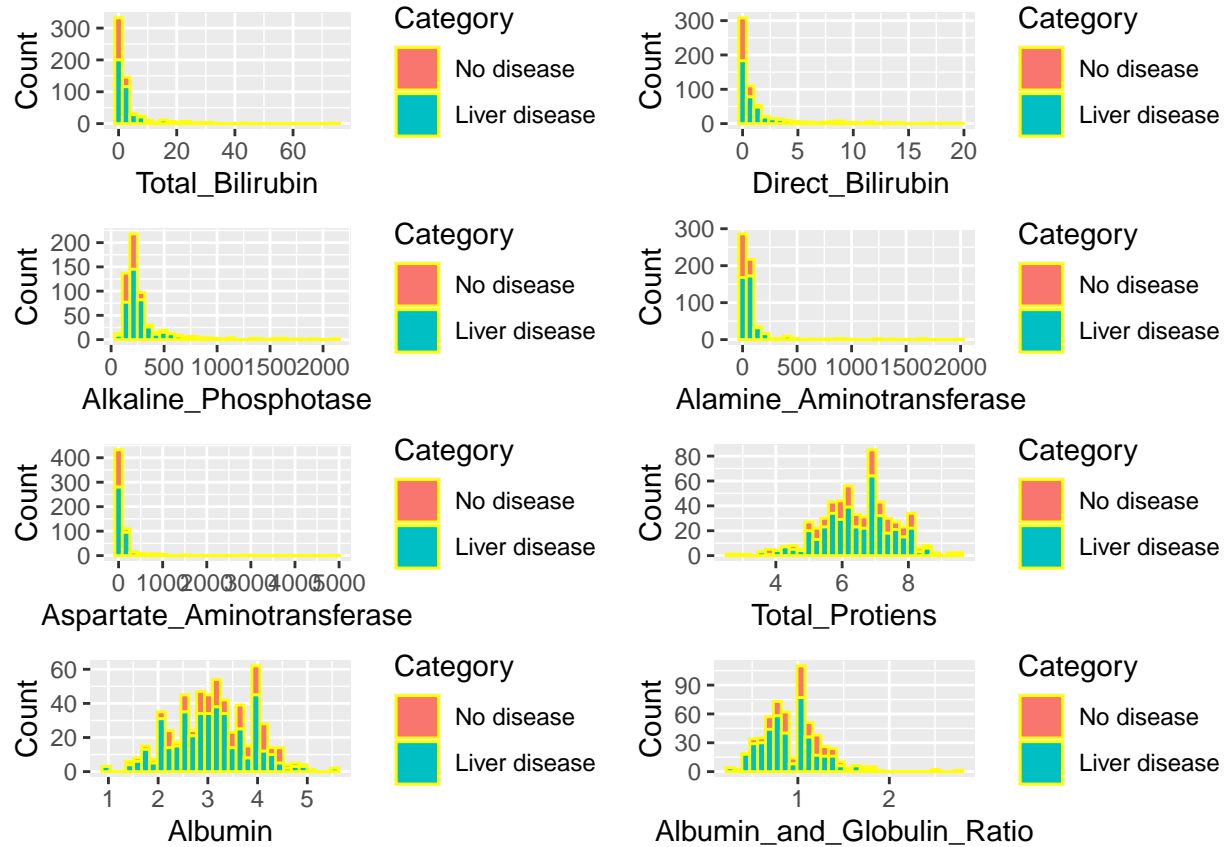 Count
300
200
100
0
0 20 40 60
Total_Bilirubin
Category
No disease
Liver disease
Count
300
200
100
0
0 5 10 15 20
Direct_Bilirubin
Category
No disease
Liver disease
Count
200
150
100
50
0
0 500 1000 1500 2000
Alkaline_Phosphotase
Category
No disease
Liver disease
Count
300
200
100
0
0 500 1000 1500 2000
Alamine_Aminotransferase
Category
No disease
Liver disease
Count
400
300
200
100
0
0 1000 2000 3000 4000 5000
Aspartate_Aminotransferase
Category
No disease
Liver disease
Count
80
60
40
20
0
4 6 8
Total_Protiens
Category
No disease
Liver disease
Count
60
40
20
0
1 2 3 4 5
Albumin
Category
No disease
Liver disease
Count
90
60
30
0
1 2
Albumin_and_Globulin_Ratio
Category
No disease
Liver disease